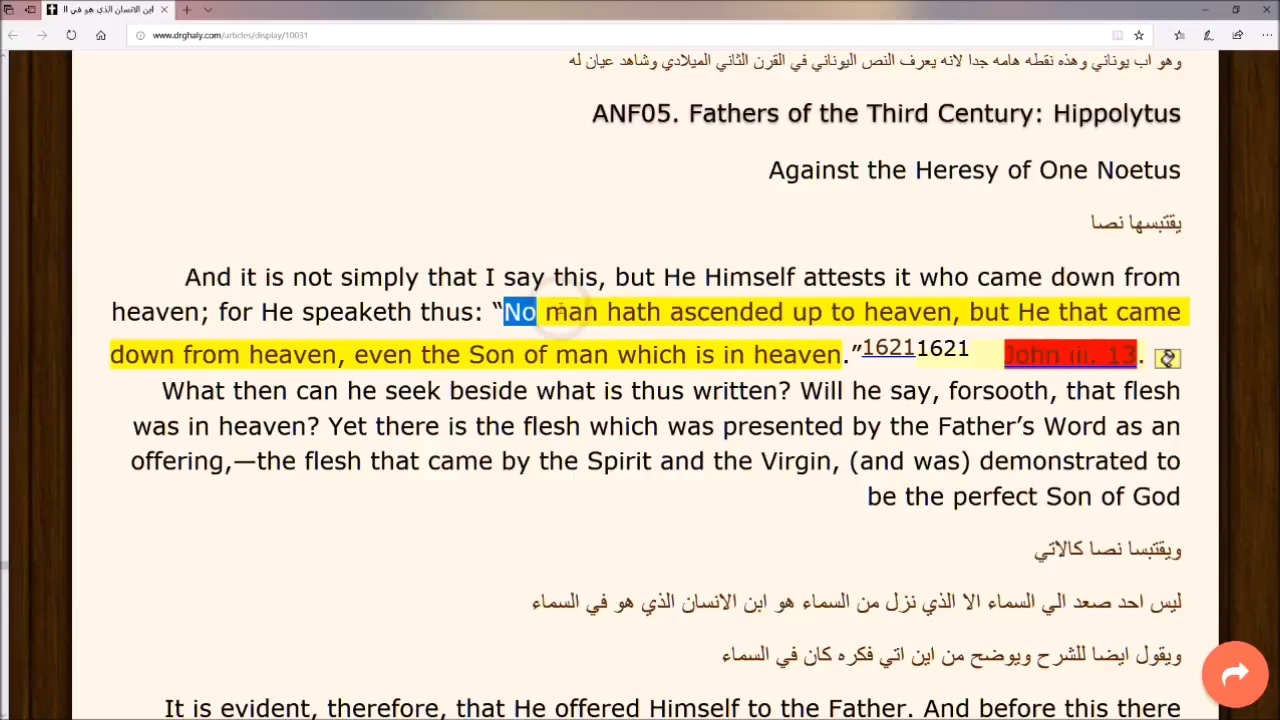 ابن الانسان الذي هو في ال
www.drghaly.com/articles/display/10031
وهو اب يوناني وهذه نقطه هامه جدا لانه يعرف النص اليوناني في القرن الثاني الميلادي وشاهد عيان له
ANF05. Fathers of the Third Century: Hippolytus
Against the Heresy of One Noetus
يقتبسها نصا
And it is not simply that I say this, but He Himself attests it who came down from
heaven; for He speaketh thus: “No man hath ascended up to heaven, but He that came
down from heaven, even the Son of man which is in heaven.”16211621 John iii. 13.
What then can he seek beside what is thus written? Will he say, forsooth, that flesh
was in heaven? Yet there is the flesh which was presented by the Father’s Word as an
offering,—the flesh that came by the Spirit and the Virgin, (and was) demonstrated to
be the perfect Son of God
ويقتبسا نصا كالاتي
ليس احد صعد الي السماء الا الذي نزل من السماء هو ابن الانسان الذي هو في السماء
ويقول ايضا للشرح ويوضح من اين اتي فكره كان في السماء
It is evident, therefore, that He offered Himself to the Father. And before this there